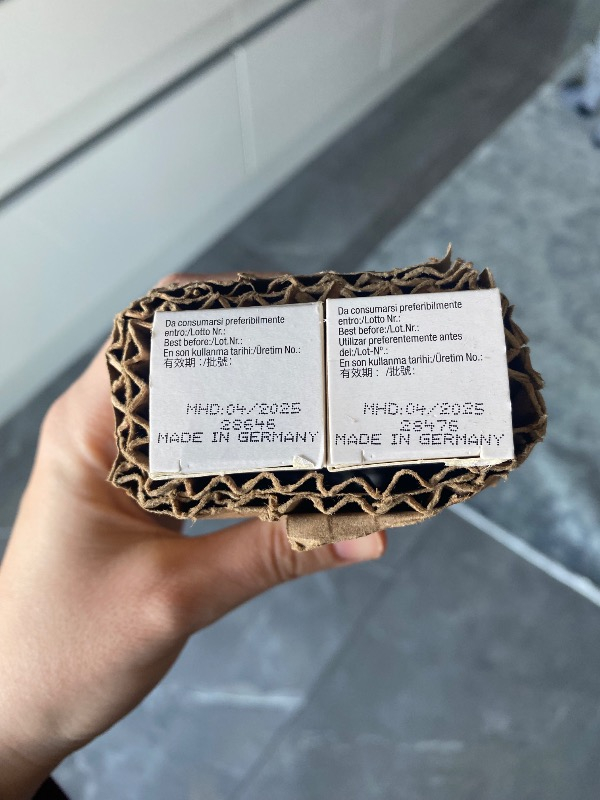 Da consumarsi preferibilmente
entro:/Lotto Nr.:
Best before:/Lot.Nr.:
En son kullanma tarihi:/Üretim No.:
有效期：/批號：
MHD:04/2025
28646
MADE IN GERMANY
Da consumarsi preferibilmente
entro:/Lotto Nr.:
Best before:/Lot.Nr.:
Utilizar preferentemente antes
del:/Lot-N°.:
En son kullanma tarihi:/Üretim No.:
有效期：/批號：
MHD:04/2025
28476
MADE IN GERMANY